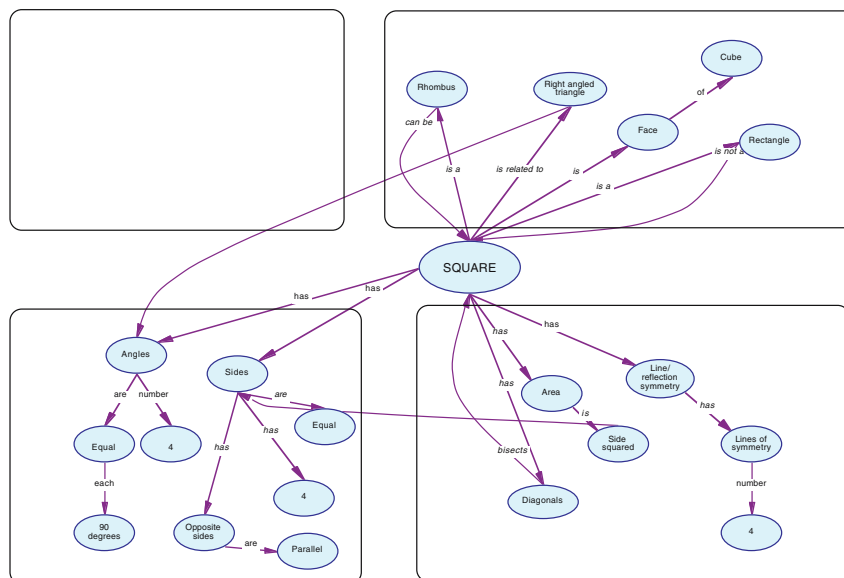 Cube
of
Rhombus
Right angled
triangle
can be
Face
Rectangle
is not a
is a
is related to
is
is a
SQUARE
has
has
has
has
Angles
Sides
Line/
reflection
symmetry
has
Area
are
number
are
has
is
Equal
4
has
has
Equal
Side
squared
Lines of
symmetry
bisects
each
number
4
Diagonals
90
degrees
Opposite
sides
are
Parallel
4